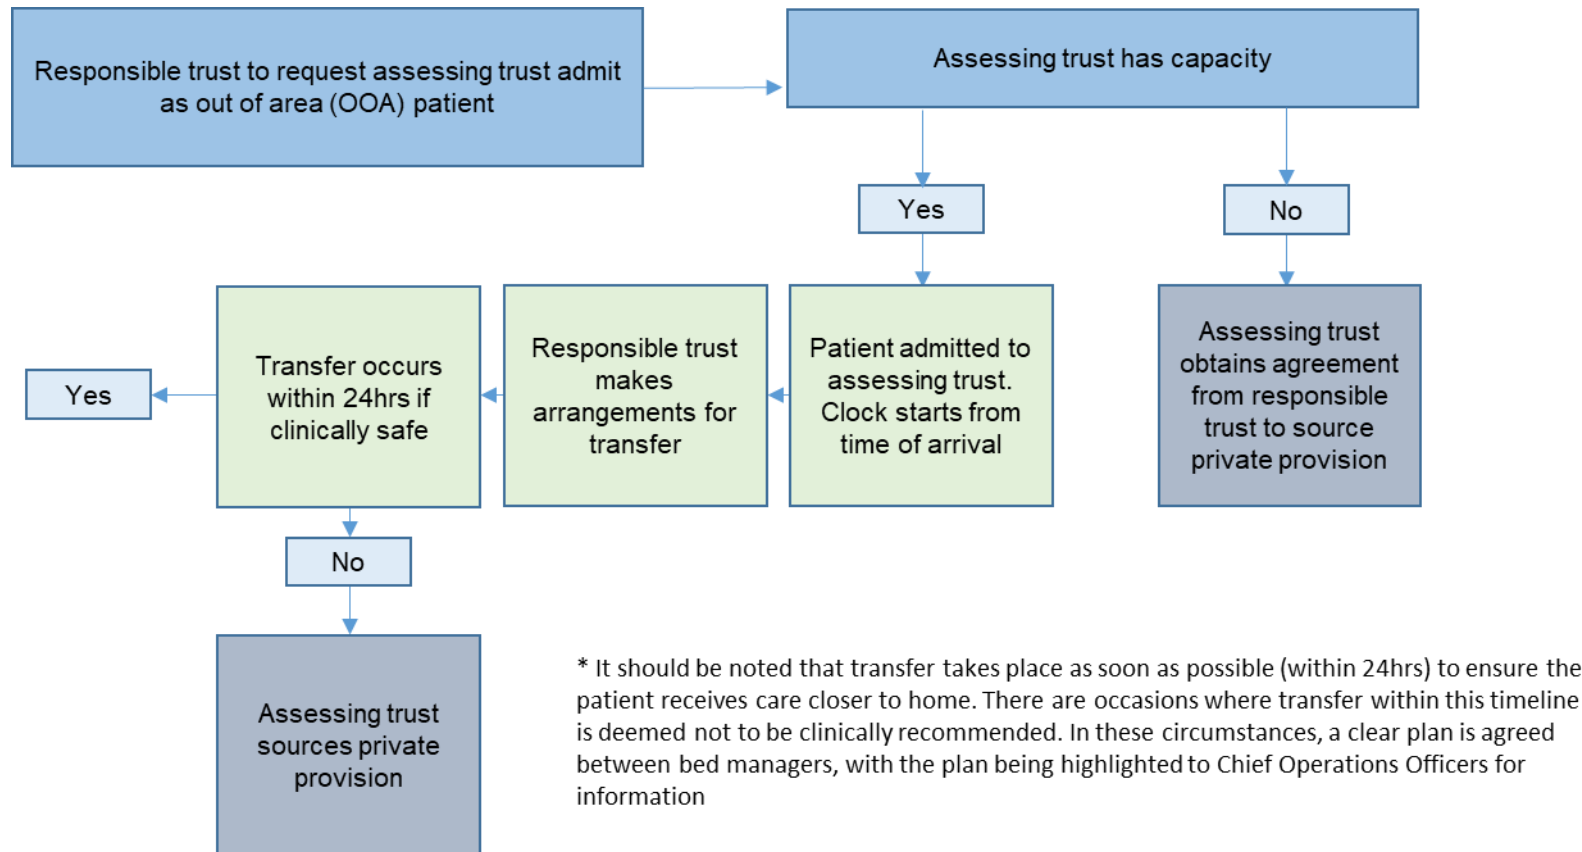 Responsible trust to request assessing trust admit
as out of area (OOA) patient
Assessing trust has capacity
Yes
No
Patient admitted to
assessing trust.
Clock starts from
time of arrival
Responsible trust
makes
arrangements for
transfer
Transfer occurs
within 24hrs if
clinically safe
Yes
Assessing trust
obtains agreement
from responsible
trust to source
private provision
No
Assessing trust
sources private
provision
* It should be noted that transfer takes place as soon as possible (within 24hrs) to ensure the
patient receives care closer to home. There are occasions where transfer within this timeline
is deemed not to be clinically recommended. In these circumstances, a clear plan is agreed
between bed managers, with the plan being highlighted to Chief Operations Officers for
information